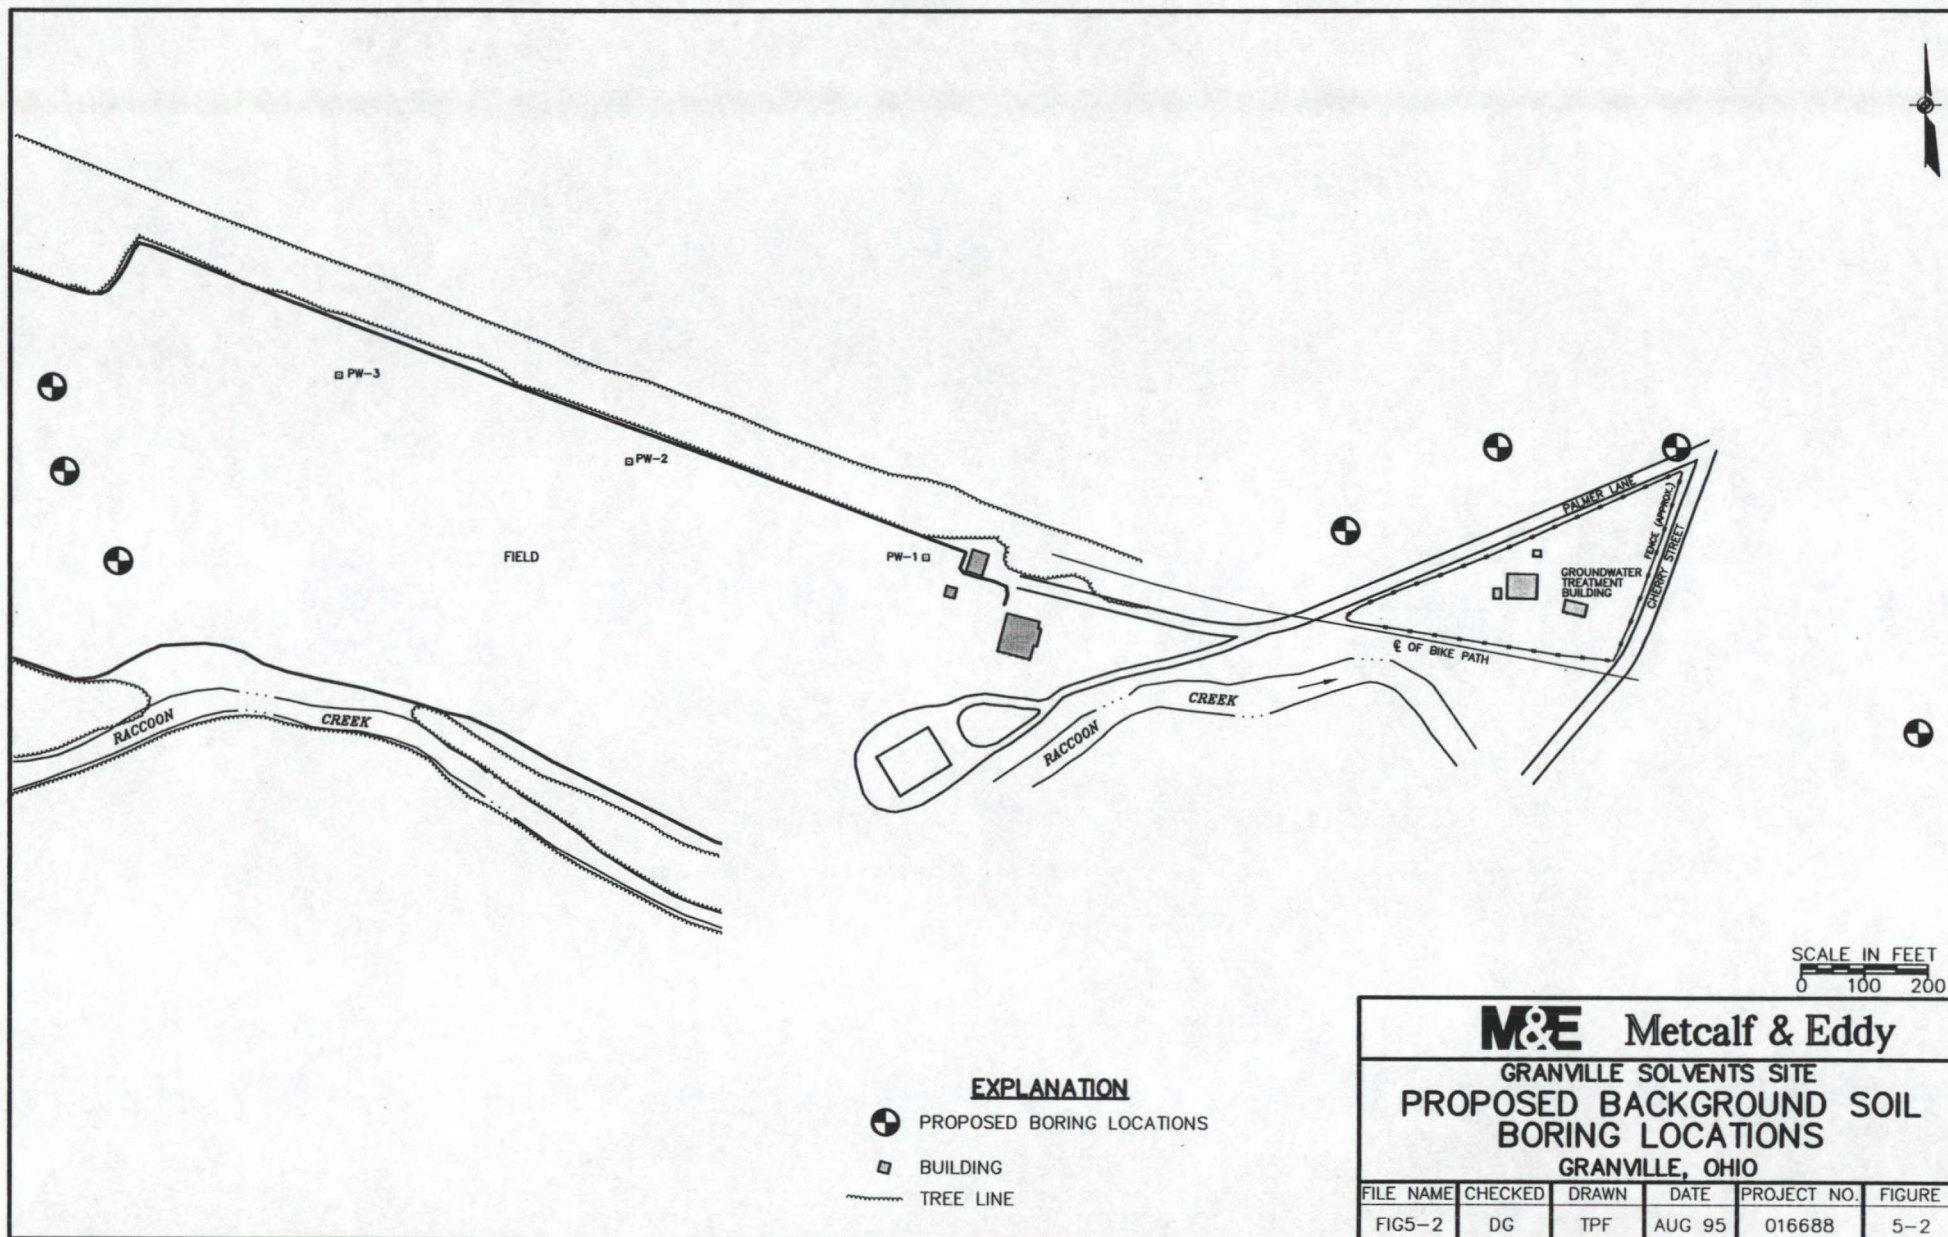 PW-3
PW-2
FIELD
PW-1
PALMER LANE
FENCE (APPROX.)
CHERRY STREET
GROUNDWATER
TREATMENT
BUILDING
℄ OF BIKE PATH
RACCOON
CREEK
RACCOON
CREEK
SCALE IN FEET
0 100 200
EXPLANATION
PROPOSED BORING LOCATIONS
BUILDING
TREE LINE
M&E Metcalf & Eddy
GRANVILLE SOLVENTS SITE
PROPOSED BACKGROUND SOIL
BORING LOCATIONS
GRANVILLE, OHIO
FILE NAME CHECKED DRAWN DATE PROJECT NO. FIGURE
FIG5-2 DG TPF AUG 95 016688 5-2